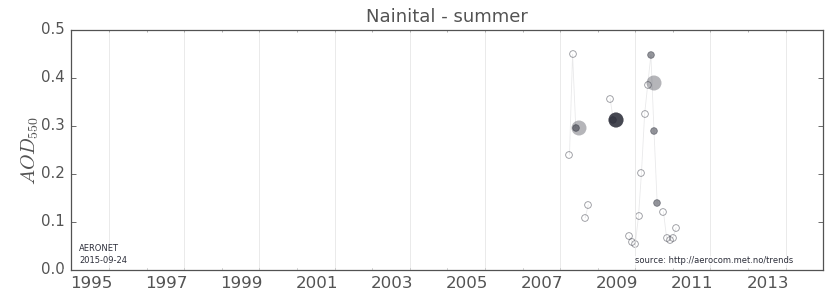 Nainital - summer
0.5
0.4
0.3
0.2
0.1
0.0
AOD550
AERONET
2015-09-24
source: http://aerocom.met.no/trends
1995 1997 1999 2001 2003 2005 2007 2009 2011 2013